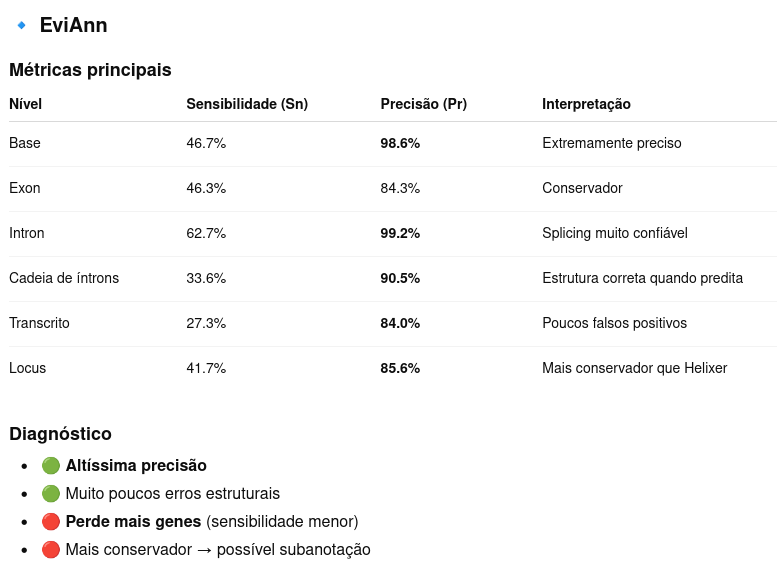 🔹 EviAnn
Métricas principais
Nível Sensibilidade (Sn) Precisão (Pr) Interpretação
Base 46.7% 98.6% Extremamente preciso
Exon 46.3% 84.3% Conservador
Intron 62.7% 99.2% Splicing muito confiável
Cadeia de íntrons 33.6% 90.5% Estrutura correta quando predita
Transcrito 27.3% 84.0% Poucos falsos positivos
Locus 41.7% 85.6% Mais conservador que Helixer
Diagnóstico
• 🟢 Altíssima precisão
• 🟢 Muito poucos erros estruturais
• 🔴 Perde mais genes (sensibilidade menor)
• 🔴 Mais conservador → possível subanotação